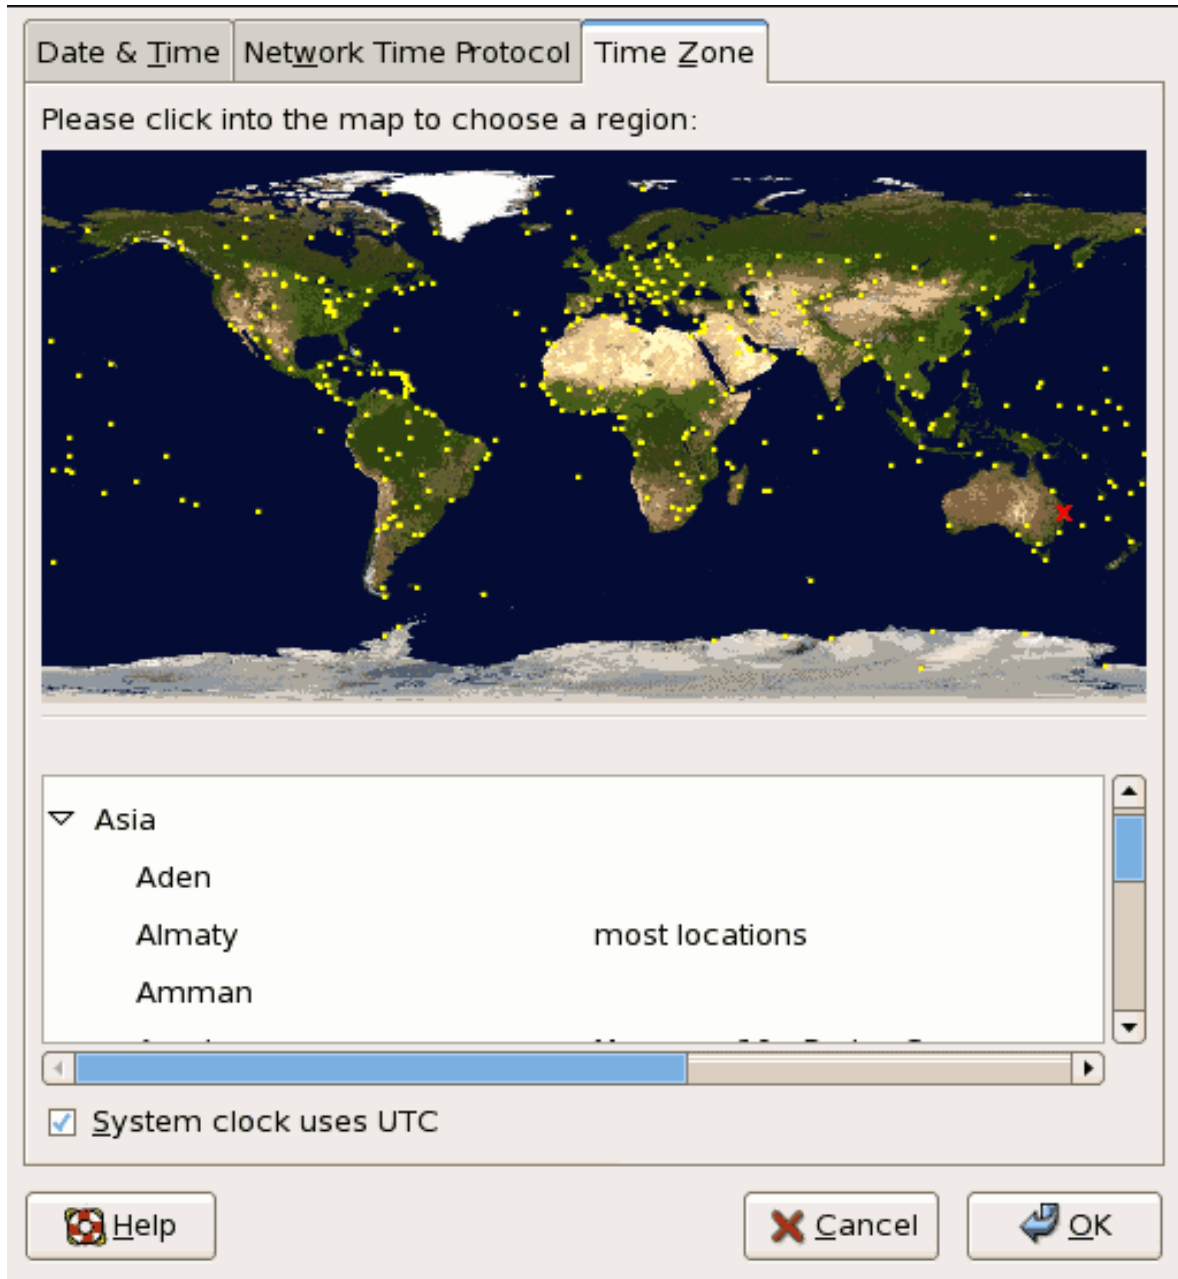 Date & Time Network Time Protocol Time Zone
Please click into the map to choose a region:
Asia
Aden
Almaty most locations
Amman
System clock uses UTC
Help Cancel OK